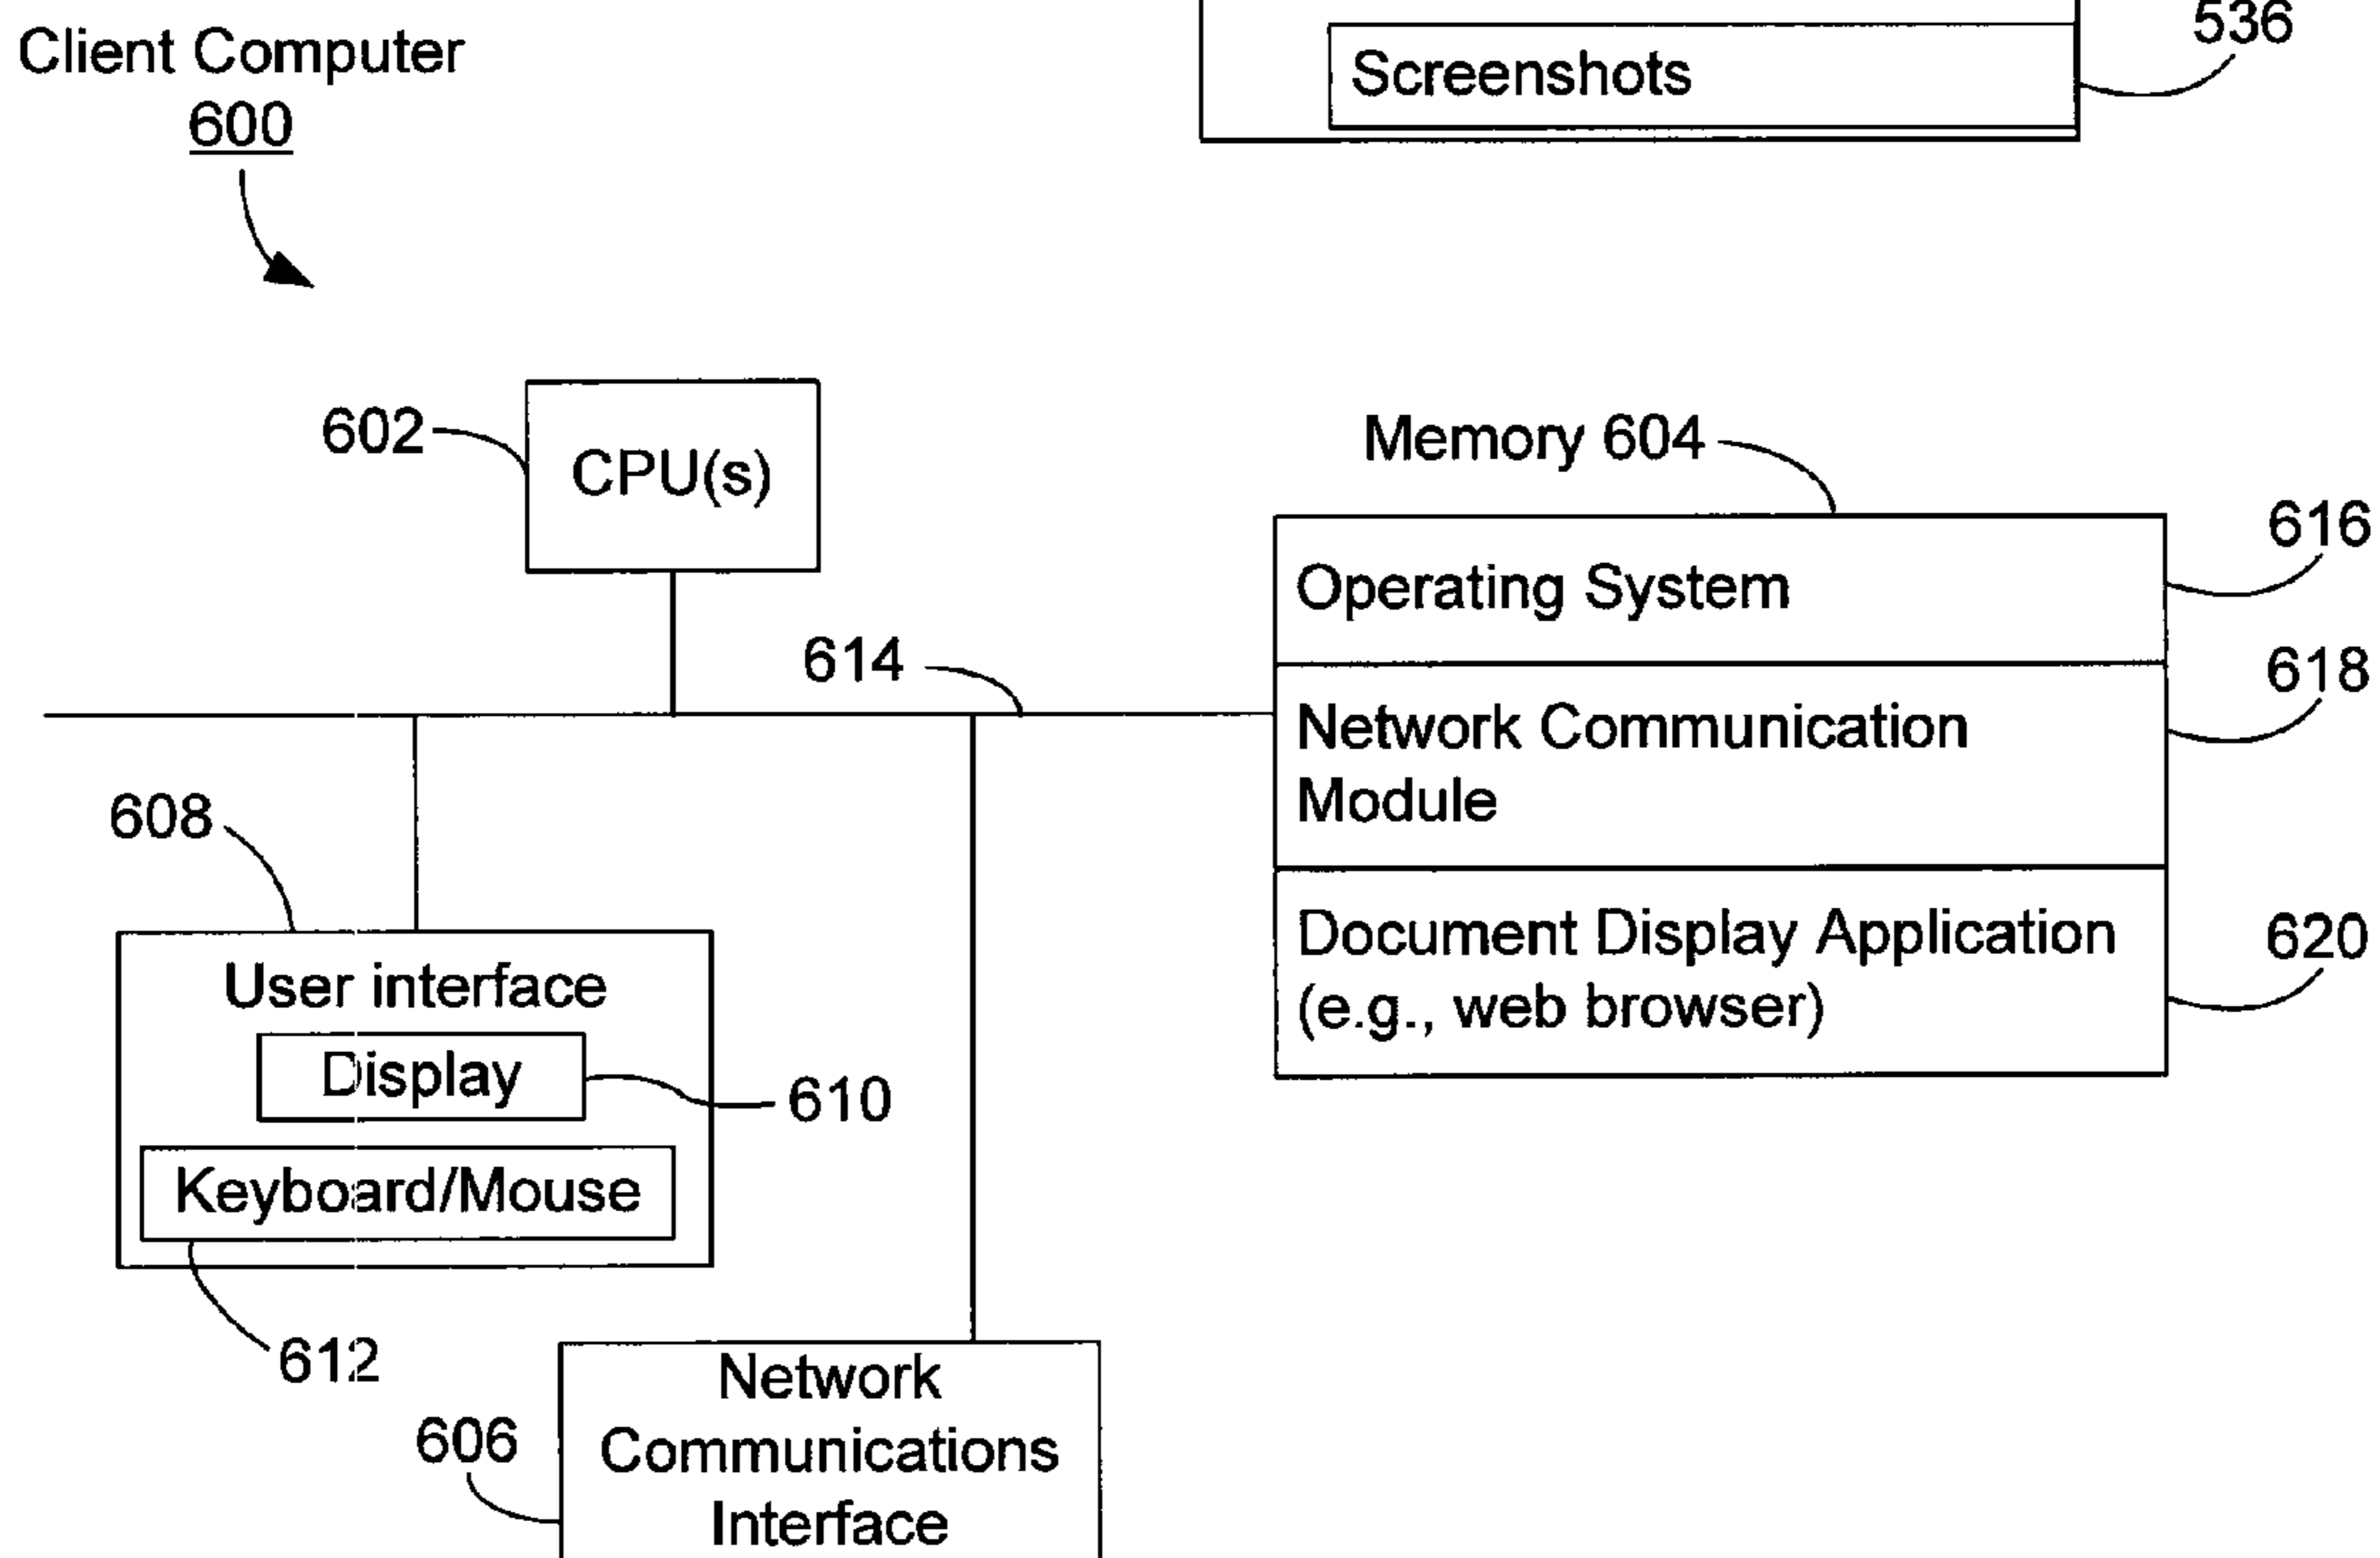 Client Computer
600
Screenshots
536
602
CPU(s)
Memory 604
Operating System
616
614
Network Communication
Module
618
608
User interface
Display
610
Keyboard/Mouse
612
Document Display Application
(e.g., web browser)
620
606
Network
Communications
Interface